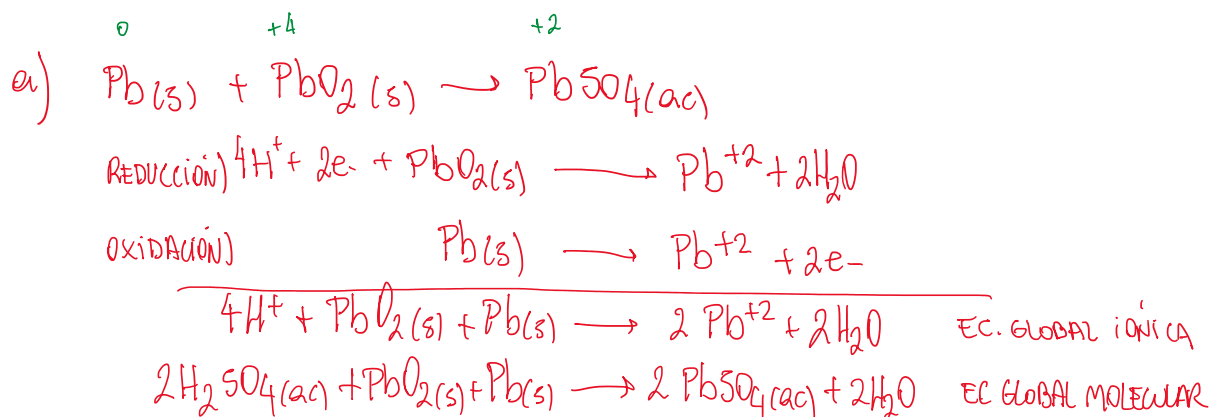 0 +4 +2
a) Pb(s) + PbO₂(s) → PbSO₄(ac)
REDUCCIÓN) 4H⁺ + 2e- + PbO₂(s) → Pb⁺² + 2H₂O
OXIDACIÓN) Pb(s) → Pb⁺² + 2e-
4H⁺ + PbO₂(s) + Pb(s) → 2 Pb⁺² + 2H₂O EC. GLOBAL IÓNICA
2H₂SO₄(ac) + PbO₂(s) + Pb(s) → 2 PbSO₄(ac) + 2H₂O EC GLOBAL MOLECULAR